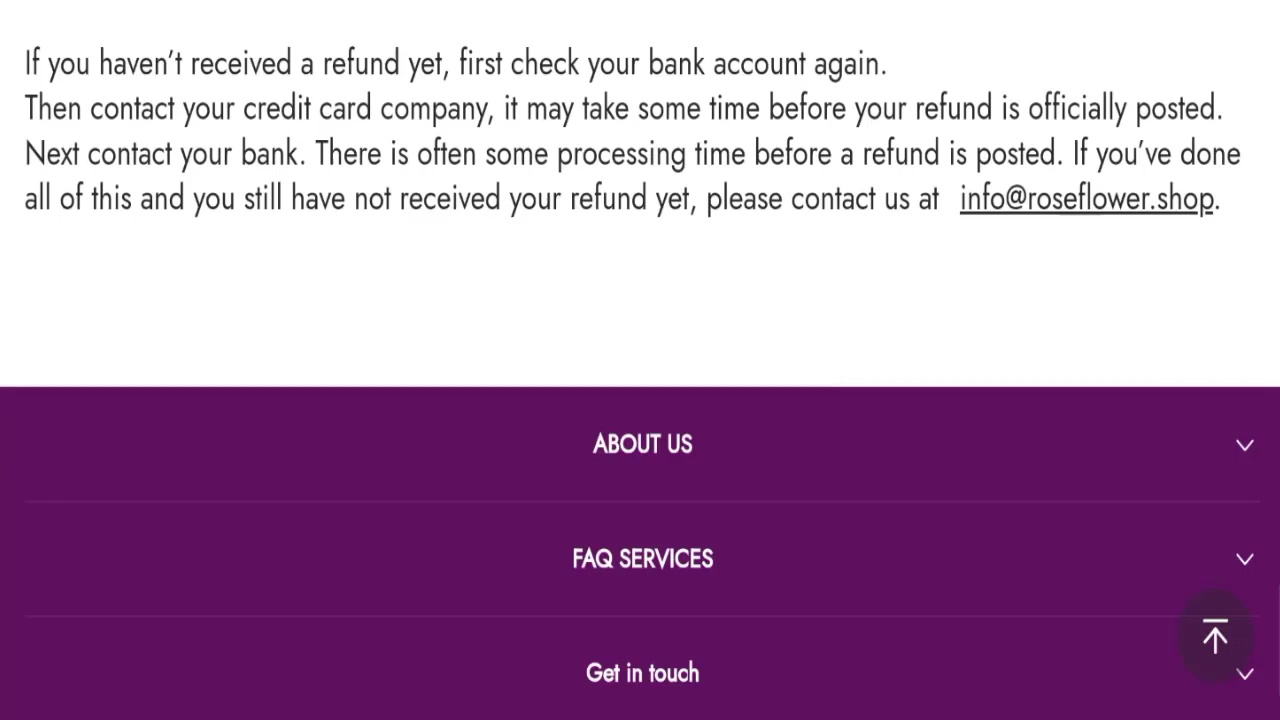 If you haven’t received a refund yet, first check your bank account again.
Then contact your credit card company, it may take some time before your refund is officially posted.
Next contact your bank. There is often some processing time before a refund is posted. If you’ve done
all of this and you still have not received your refund yet, please contact us at info@roseflower.shop.
ABOUT US
FAQ SERVICES
Get in touch